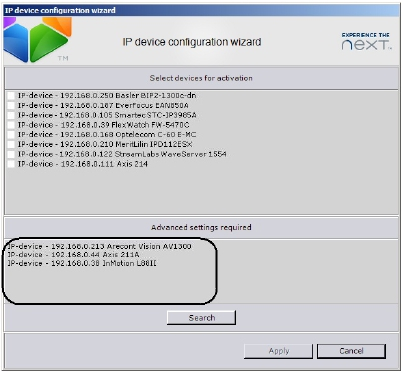 IP device configuration wizard
IP device configuration wizard
EXPERIENCE THE
neXT
TM
Select devices for activation
IP-device - 192.168.0.250 Basler BIP2-1300c-dn
IP-device - 192.168.0.187 EverFocus EAN850A
IP-device - 192.168.0.105 Smartec STC-IP3985A
IP-device - 192.168.0.39 FlexWatch FW-5470C
IP-device - 192.168.0.168 Optelecom C-60 E-MC
IP-device - 192.168.0.210 MeritLilin IPD112ESX
IP-device - 192.168.0.122 StreamLabs WaveServer 1554
IP-device - 192.168.0.111 Axis 214
Advanced settings required
IP-device - 192.168.0.213 Arecont Vision AV1300
IP-device - 192.168.0.44 Axis 211A
IP-device - 192.168.0.38 InMotion L88II
Search
Apply
Cancel